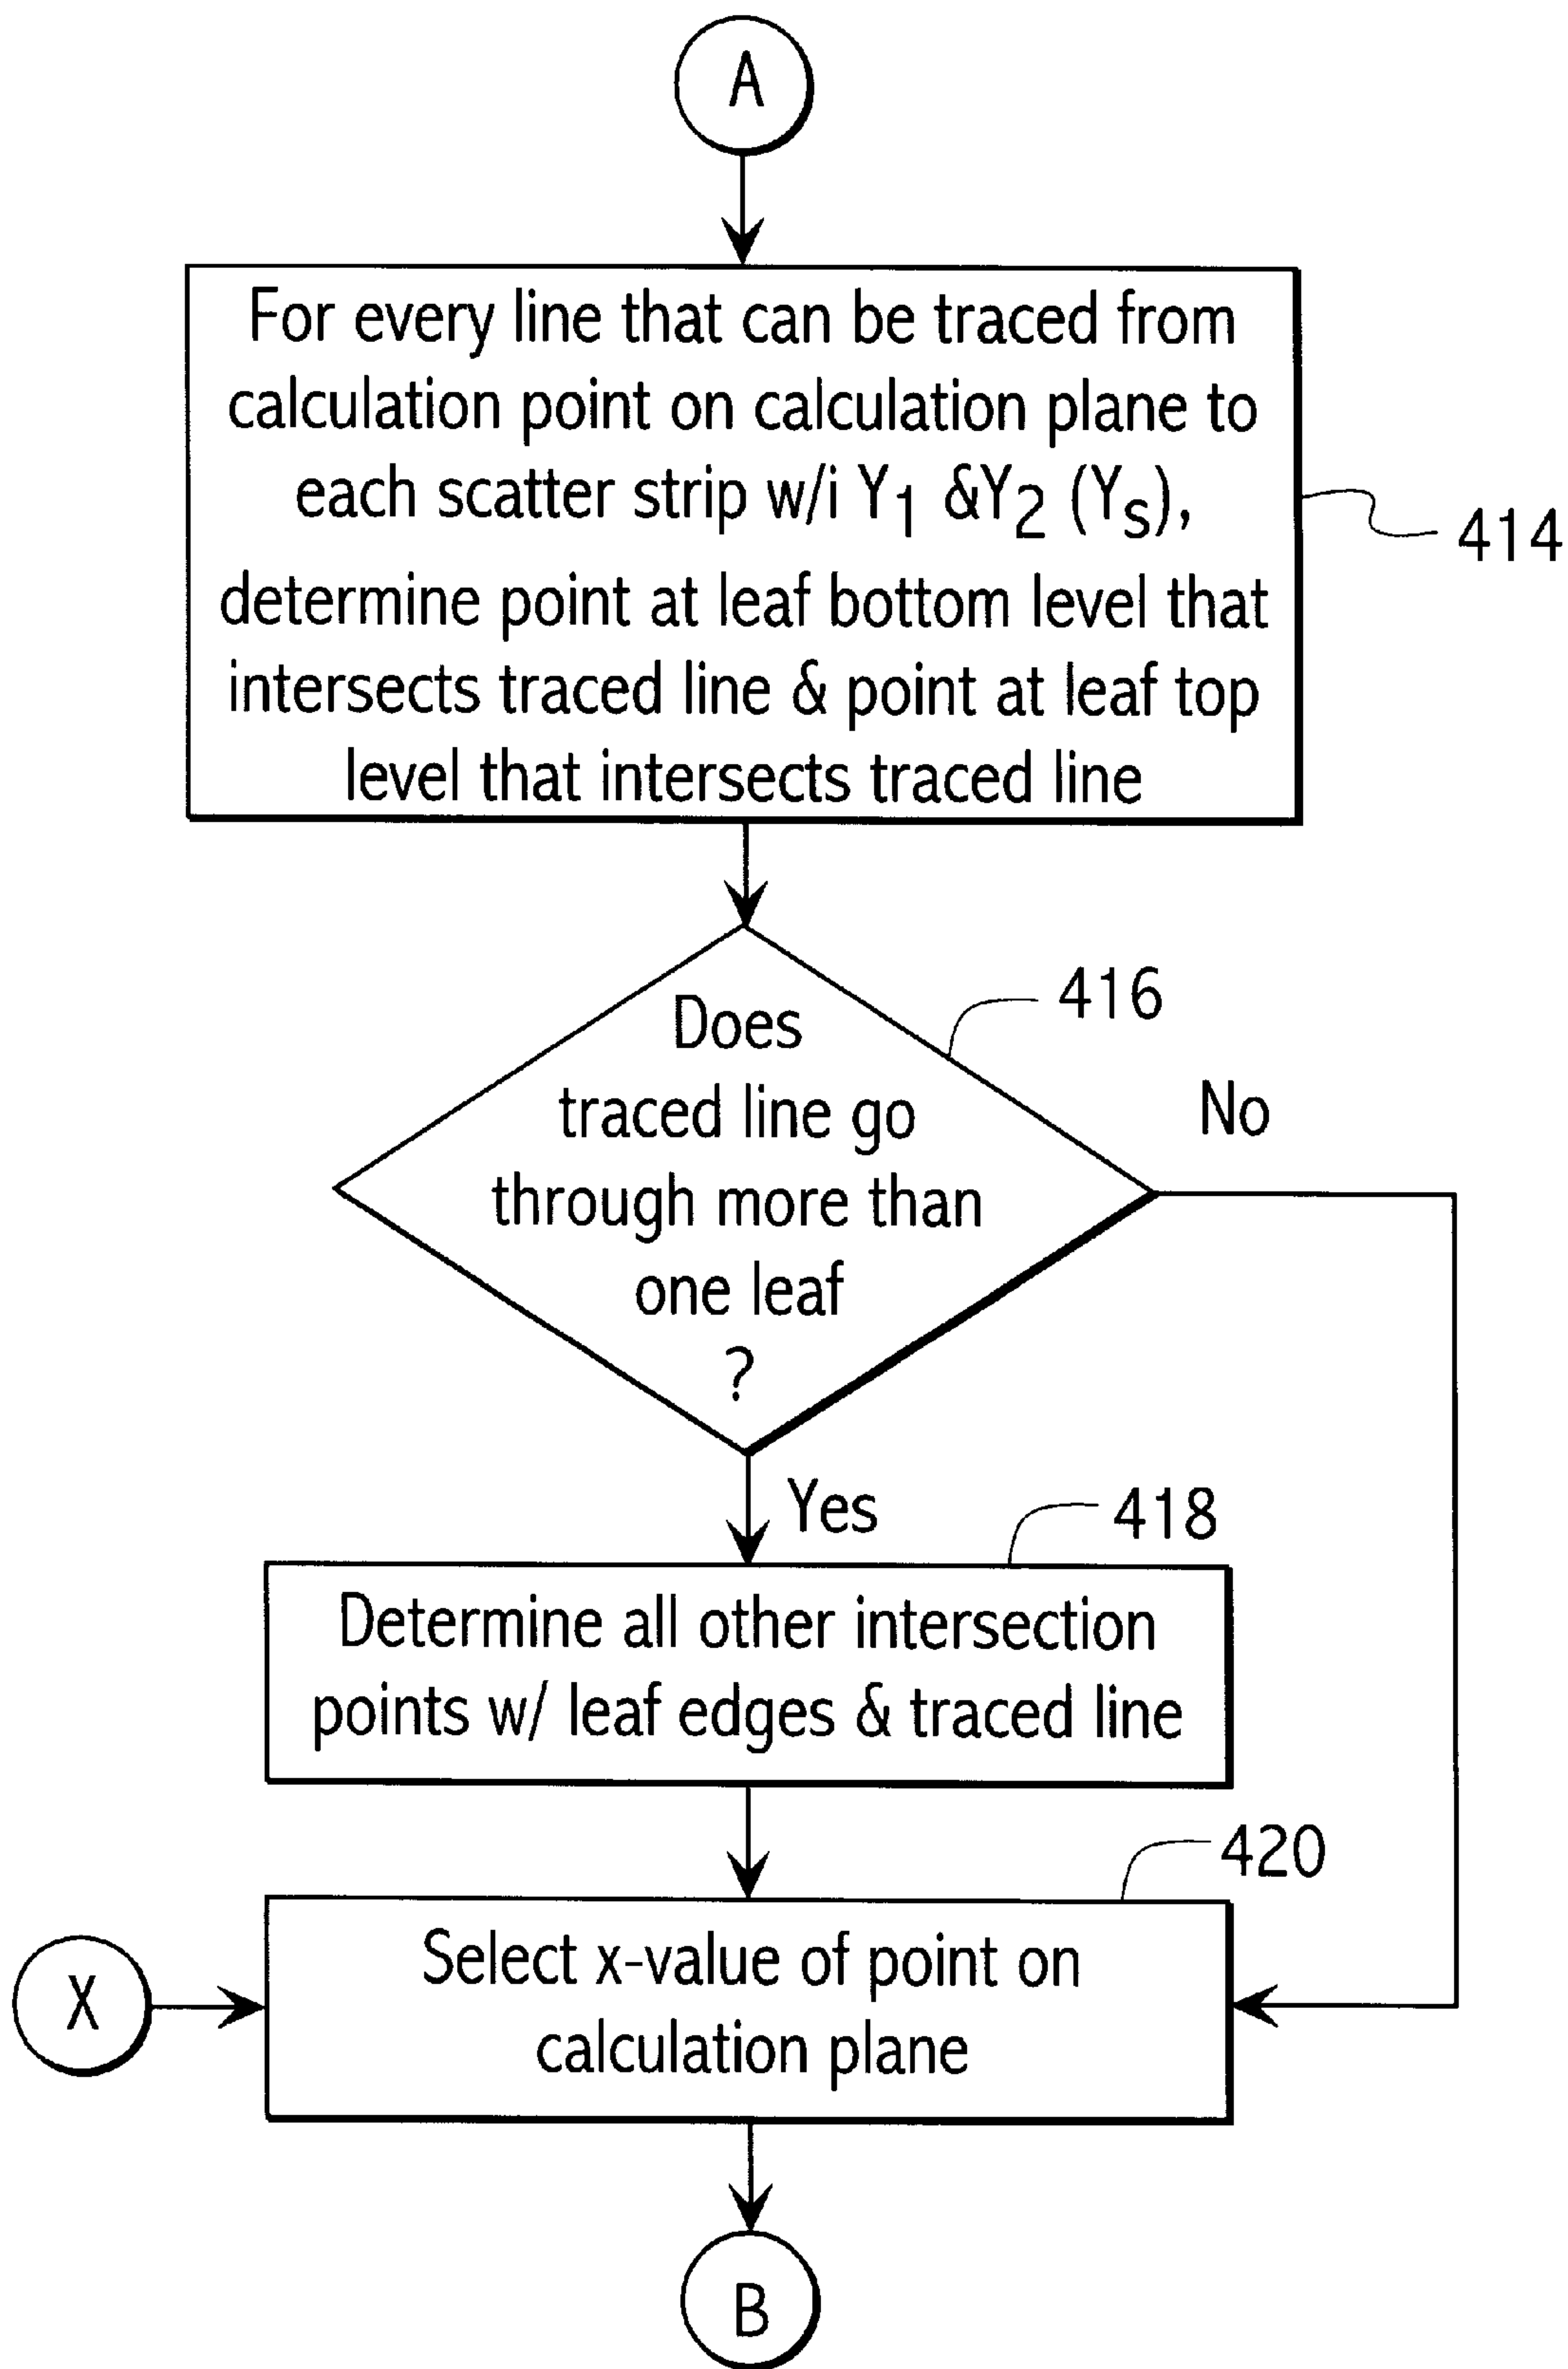 A
For every line that can be traced from
calculation point on calculation plane to
each scatter strip w/i Y1 &Y2 (Ys),
determine point at leaf bottom level that
intersects traced line & point at leaf top
level that intersects traced line
414
416
Does
traced line go
through more than
one leaf
?
No
Yes
418
Determine all other intersection
points w/ leaf edges & traced line
420
X
Select x-value of point on
calculation plane
B